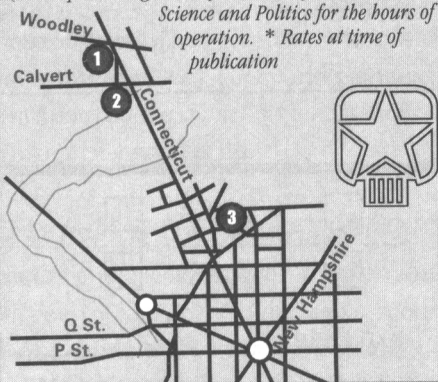 Science and Politics for the hours of
operation. * Rates at time of
publication
Woodley
1
Calvert
2
Connecticut
3
New Hampshire
Q St.
P St.